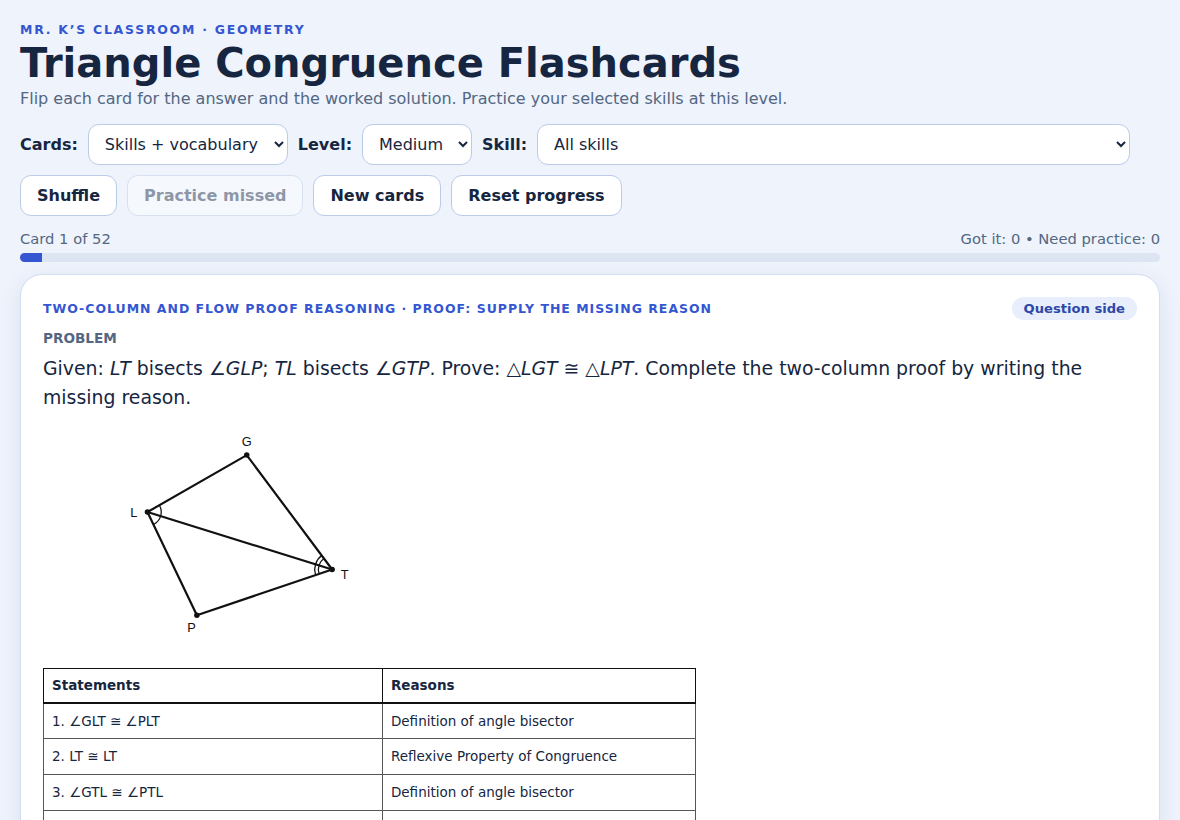 MR. K’S CLASSROOM · GEOMETRY
Triangle Congruence Flashcards
Flip each card for the answer and the worked solution. Practice your selected skills at this level.
Cards: Skills + vocabulary Level: Medium Skill: All skills
Shuffle Practice missed New cards Reset progress
Card 1 of 52 Got it: 0 • Need practice: 0
TWO-COLUMN AND FLOW PROOF REASONING · PROOF: SUPPLY THE MISSING REASON Question side
PROBLEM
Given: LT bisects ∠GLP; TL bisects ∠GTP. Prove: △LGT ≅ △LPT. Complete the two-column proof by writing the
missing reason.
G
L
T
P
Statements Reasons
1. ∠GLT ≅ ∠PLT Definition of angle bisector
2. LT ≅ LT Reflexive Property of Congruence
3. ∠GTL ≅ ∠PTL Definition of angle bisector